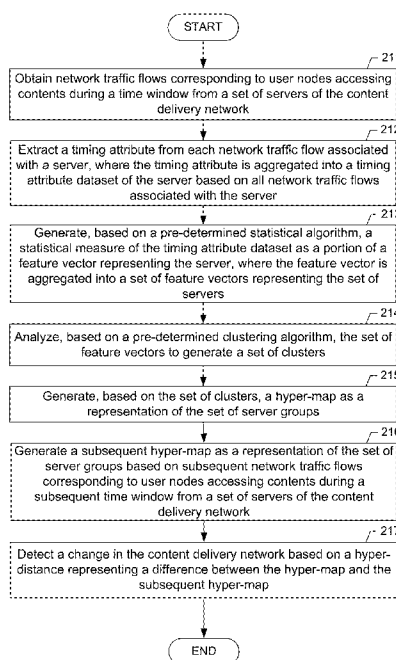 START
21
Obtain network traffic flows corresponding to user nodes accessing
contents during a time window from a set of servers of the content
delivery network
212
Extract a timing attribute from each network traffic flow associated
with a server, where the timing attribute is aggregated into a timing
attribute dataset of the server based on all network traffic flows
associated with the server
213
Generate, based on a pre-determined statistical algorithm, a
statistical measure of the timing attribute dataset as a portion of a
feature vector representing the server, where the feature vector is
aggregated into a set of feature vectors representing the set of
servers
214
Analyze, based on a pre-determined clustering algorithm, the set of
feature vectors to generate a set of clusters
215
Generate, based on the set of clusters, a hyper-map as a
representation of the set of server groups
216
Generate a subsequent hyper-map as a representation of the set of
server groups based on subsequent network traffic flows
corresponding to user nodes accessing contents during a
subsequent time window from a set of servers of the content
delivery network
217
Detect a change in the content delivery network based on a hyper-
distance representing a difference between the hyper-map and the
subsequent hyper-map
END